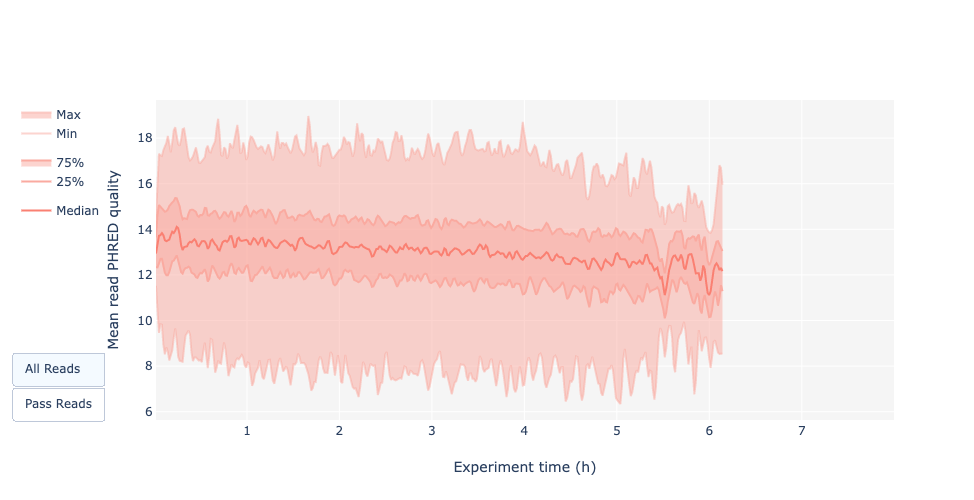 Max
Min
75%
25%
Median
Mean read PHRED quality
18
16
14
12
10
8
6
1 2 3 4 5 6 7
Experiment time (h)
All Reads
Pass Reads